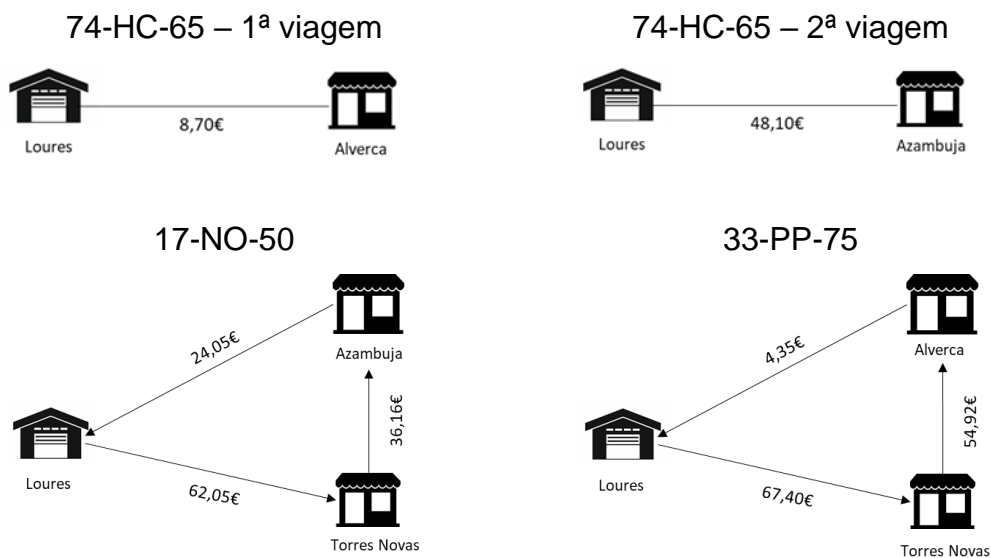 74-HC-65 – 1ª viagem
8,70€
Loures
Alverca
74-HC-65 – 2ª viagem
48,10€
Loures
Azambuja
17-NO-50
Azambuja
24,05€
36,16€
Loures
62,05€
Torres Novas
33-PP-75
Alverca
4,35€
54,92€
Loures
67,40€
Torres Novas